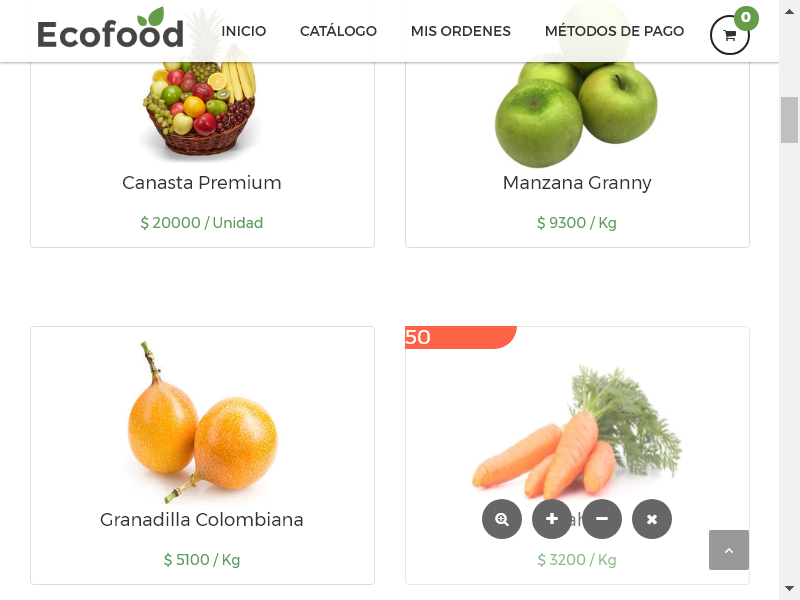 Ecofood
INICIO
CATÁLOGO
MIS ORDENES
MÉTODOS DE PAGO
0
Canasta Premium
$ 20000 / Unidad
Manzana Granny
$ 9300 / Kg
50
Granadilla Colombiana
$ 5100 / Kg
$ 3200 / Kg